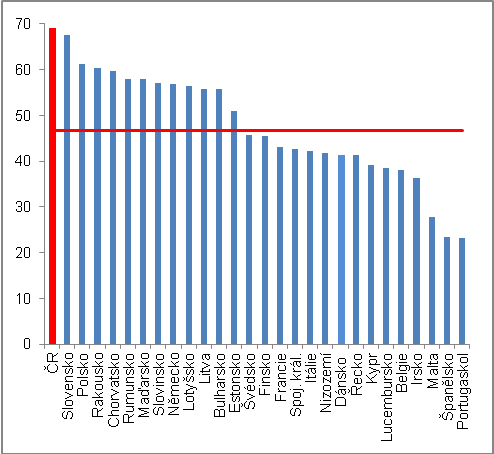 70
60
50
40
30
20
10
0
ČR
Slovensko
Polsko
Rakousko
Chorvatsko
Rumunsko
Maďarsko
Slovinsko
Německo
Lotyšsko
Litva
Bulharsko
Estonsko
Švédsko
Finsko
Francie
Spoj. král.
Itálie
Nizozemí
Dánsko
Řecko
Kypr
Lucembursko
Belgie
Irsko
Malta
Španělsko
Portugaskol